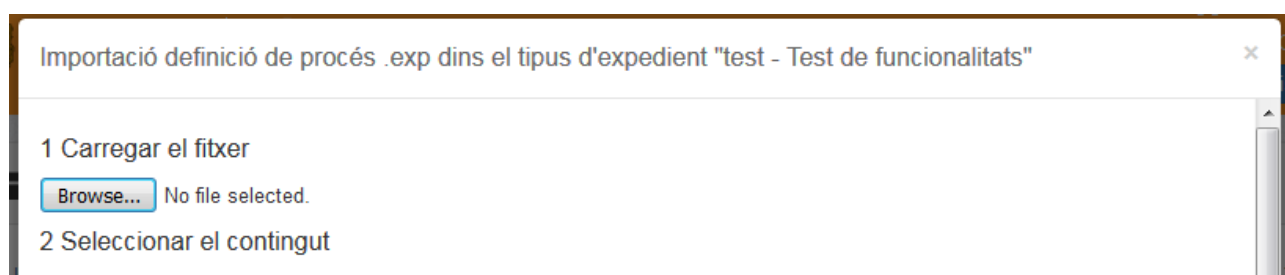 Importació definició de procés .exp dins el tipus d'expedient "test - Test de funcionalitats"
×
1 Carregar el fitxer
Browse... No file selected.
2 Seleccionar el contingut